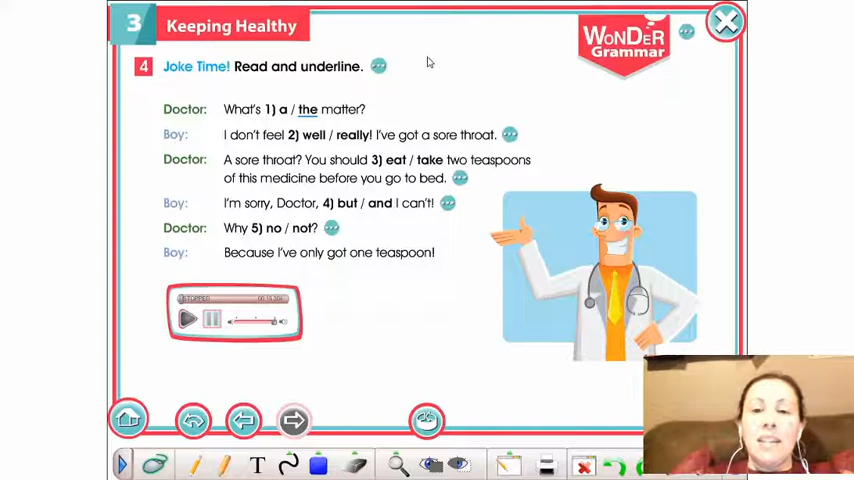 3 Keeping Healthy
WONDER
Grammar
4 Joke Time! Read and underline.
Doctor: What's 1) a / the matter?
Boy: I don't feel 2) well / really! I've got a sore throat.
Doctor: A sore throat? You should 3) eat / take two teaspoons
of this medicine before you go to bed.
Boy: I'm sorry, Doctor, 4) but / and I can't!
Doctor: Why 5) no / not?
Boy: Because I've only got one teaspoon!
STOPPED
T